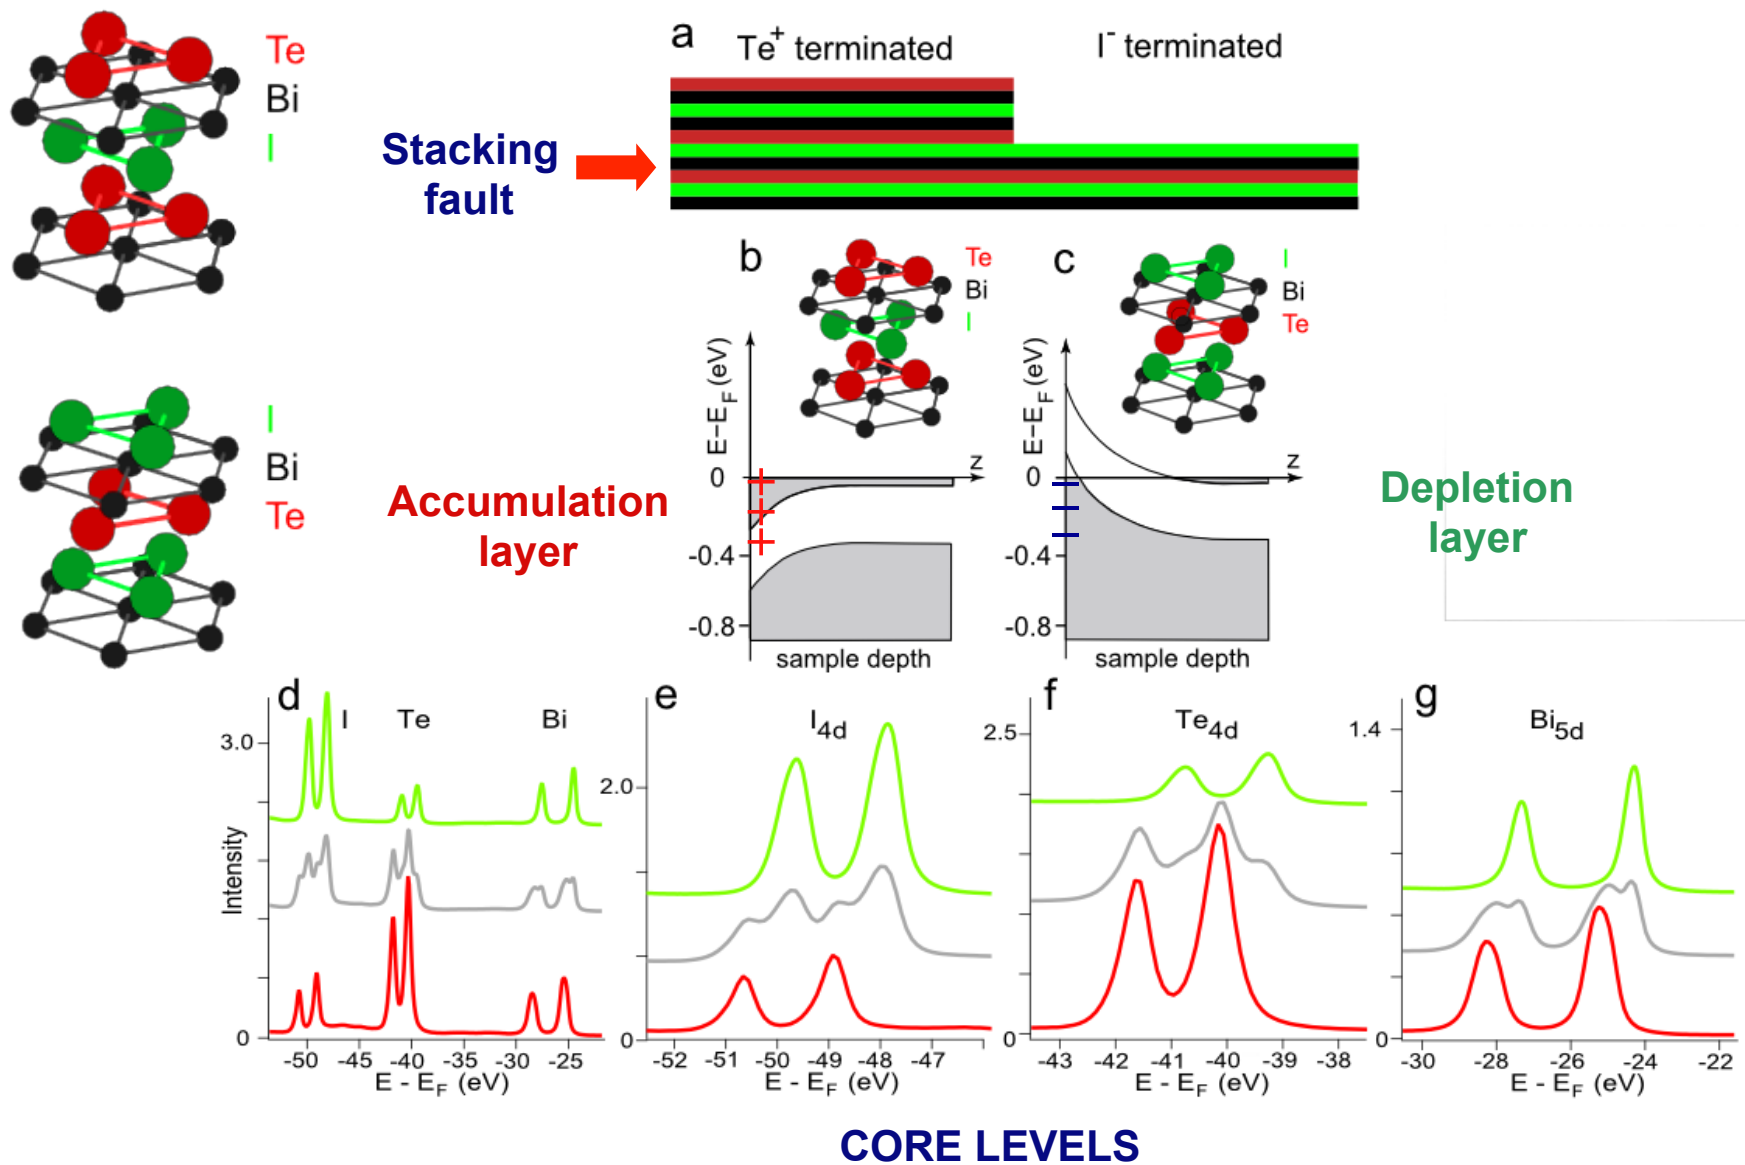 Te
Bi
I
I
Bi
Te
Stacking
fault
a
Te+ terminated
I- terminated
b
Te
Bi
I
E-EF (eV)
0
-0.4
-0.8
z
sample depth
c
I
Bi
Te
E-EF (eV)
0
-0.4
-0.8
z
sample depth
Accumulation
layer
Depletion
layer
d
I
Te
Bi
Intensity
3.0
0
-50 -45 -40 -35 -30 -25
E - EF (eV)
e
I4d
2.0
0
-52 -51 -50 -49 -48 -47
E - EF (eV)
f
Te4d
2.5
0
-43 -42 -41 -40 -39 -38
E - EF (eV)
g
Bi5d
1.4
0
-30 -28 -26 -24 -22
E - EF (eV)
CORE LEVELS